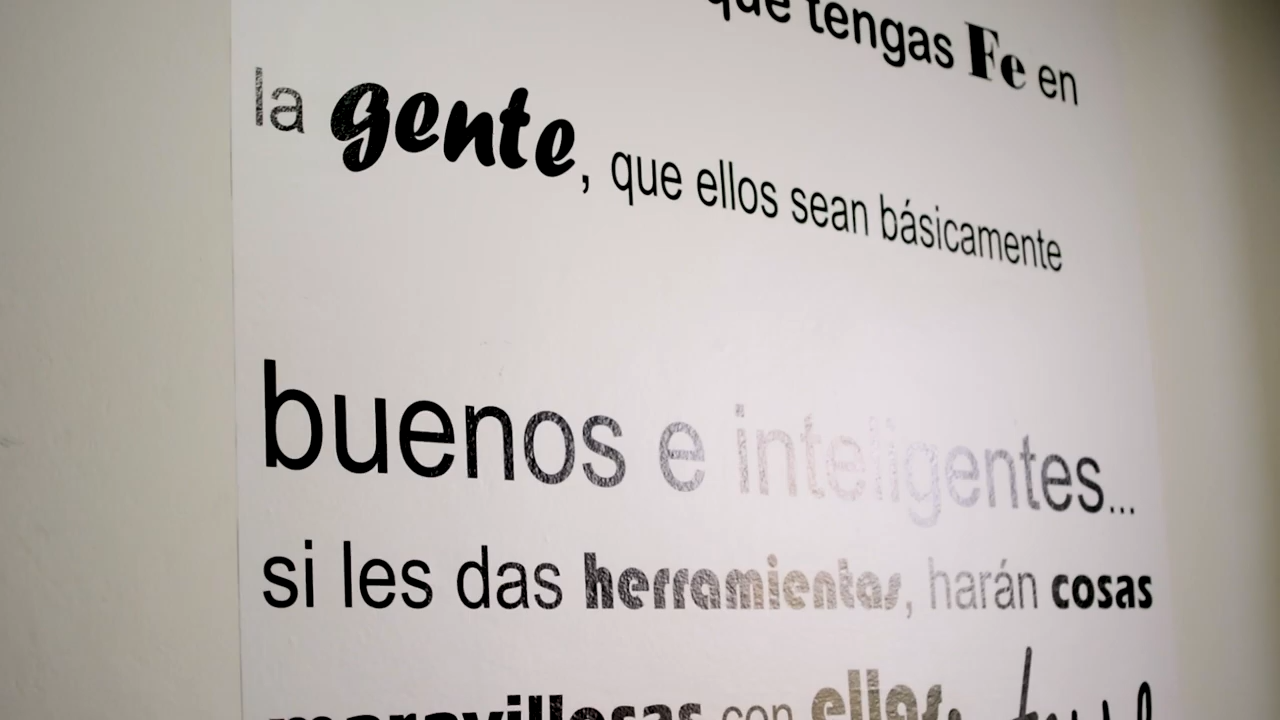 que tengas Fe en
la gente, que ellos sean básicamente
buenos e inteligentes...
si les das herramientas, harán cosas
maravillosas con ellas.